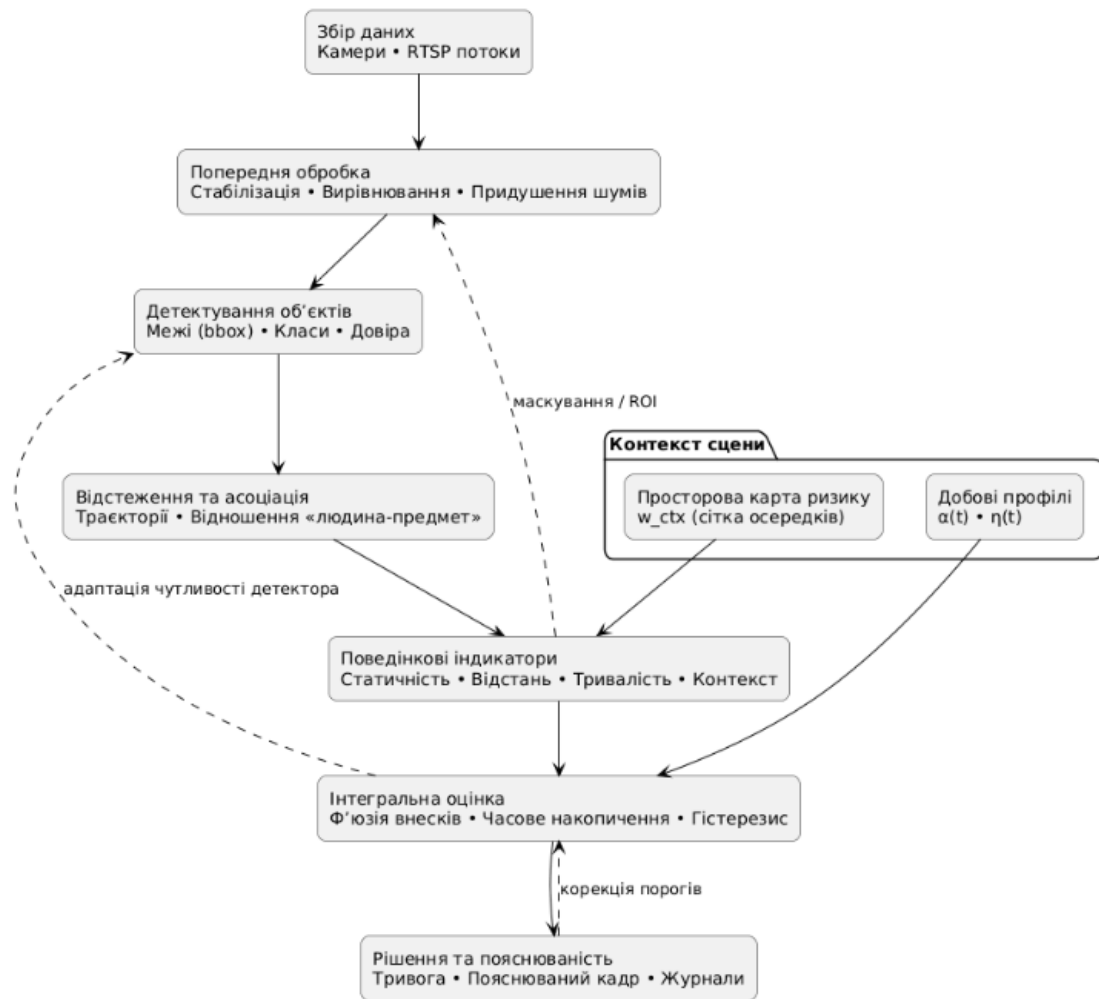 Збір даних
Камери • RTSP потоки
Попередня обробка
Стабілізація • Вирівнювання • Придушення шумів
Детектування об‘єктів
Межі (bbox) • Класи • Довіра
маскування / ROI
Контекст сцени
Відстеження та асоціація
Траєкторії • Відношення «людина-предмет»
Просторова карта ризику
w_ctx (сітка осередків)
Добові профілі
α(t) • η(t)
адаптація чутливості детектора
Поведінкові індикатори
Статичність • Відстань • Тривалість • Контекст
Інтегральна оцінка
Ф’юзія внесків • Часове накопичення • Гістерезис
корекція порогів
Рішення та пояснюваність
Тривога • Пояснюваний кадр • Журнали